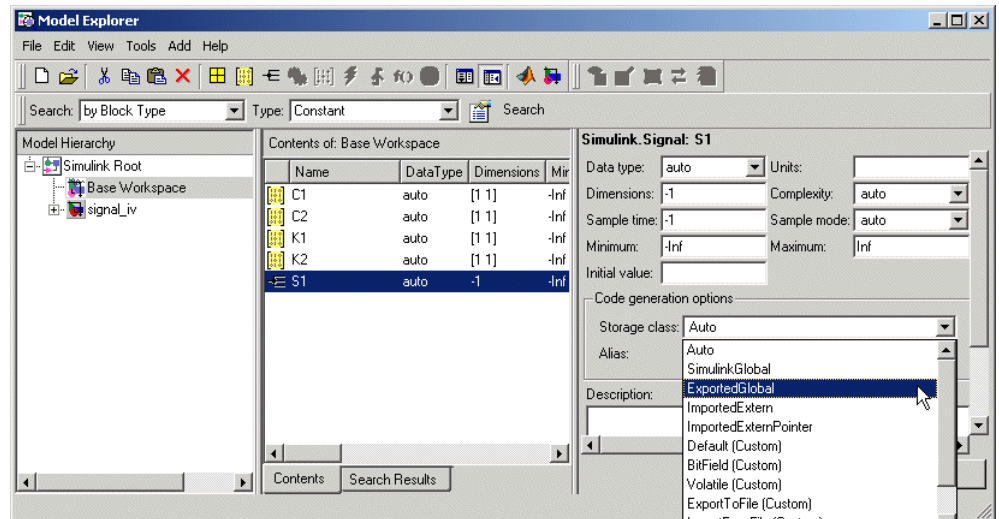 Model Explorer
File Edit View Tools Add Help
Search: by Block Type Type: Constant Search
Model Hierarchy
Simulink Root
Base Workspace
signal_iv
Contents of: Base Workspace
Name DataType Dimensions Mir
C1 auto [1 1] -Inf
C2 auto [1 1] -Inf
K1 auto [1 1] -Inf
K2 auto [1 1] -Inf
S1 auto -1 -Inf
Contents Search Results
Simulink.Signal: S1
Data type: auto Units:
Dimensions: -1 Complexity: auto
Sample time: -1 Sample mode: auto
Minimum: -Inf Maximum: Inf
Initial value:
Code generation options
Storage class: Auto
Alias:
Description:
Auto
SimulinkGlobal
ExportedGlobal
ImportedExtern
ImportedExternPointer
Default (Custom)
BitField (Custom)
Volatile (Custom)
ExportToFile (Custom)